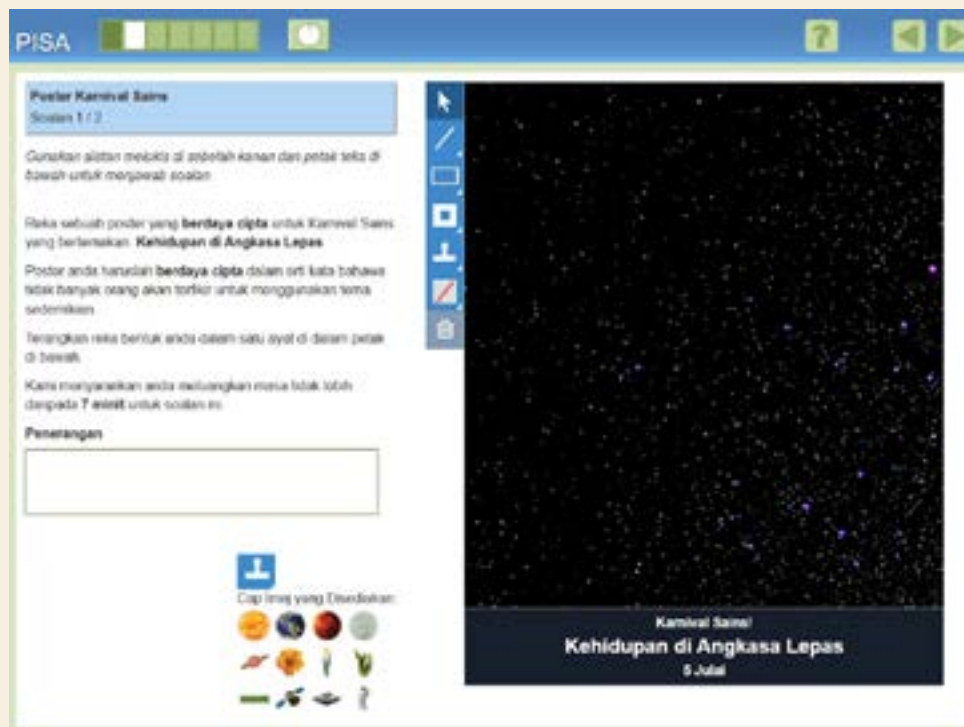 PISA
?
Poster Karnival Sains
Soalan 1 / 2
Gunakan alatan melukis di sebelah kanan dan petak teks di
bawah untuk menjawab soalan
Reka sebuah poster yang berdaya cipta untuk Karnival Sains
yang bertemakan Kehidupan di Angkasa Lepas
Poster anda haruslah berdaya cipta dalam erti kata bahawa
tidak banyak orang akan terfikir untuk menggunakan tema
sedemikian
Terangkan reka bentuk anda dalam satu ayat di dalam petak
di bawah
Kami menyarankan anda meluangkan masa tidak lebih
daripada 7 minit untuk soalan ini
Penerangan
Cap Imej yang Disediakan:
Karnival Sains!
Kehidupan di Angkasa Lepas
5 Julai